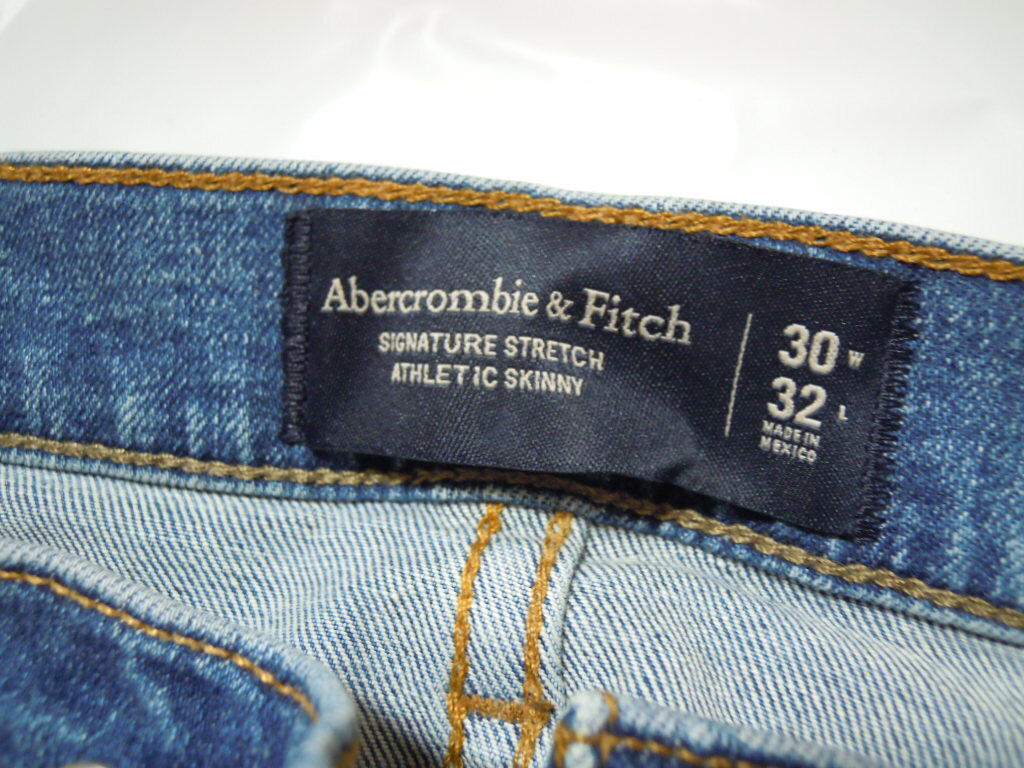 Abercrombie & Fitch
SIGNATURE STRETCH
ATHLETIC SKINNY
30 W
32 L
MADE IN
MEXICO